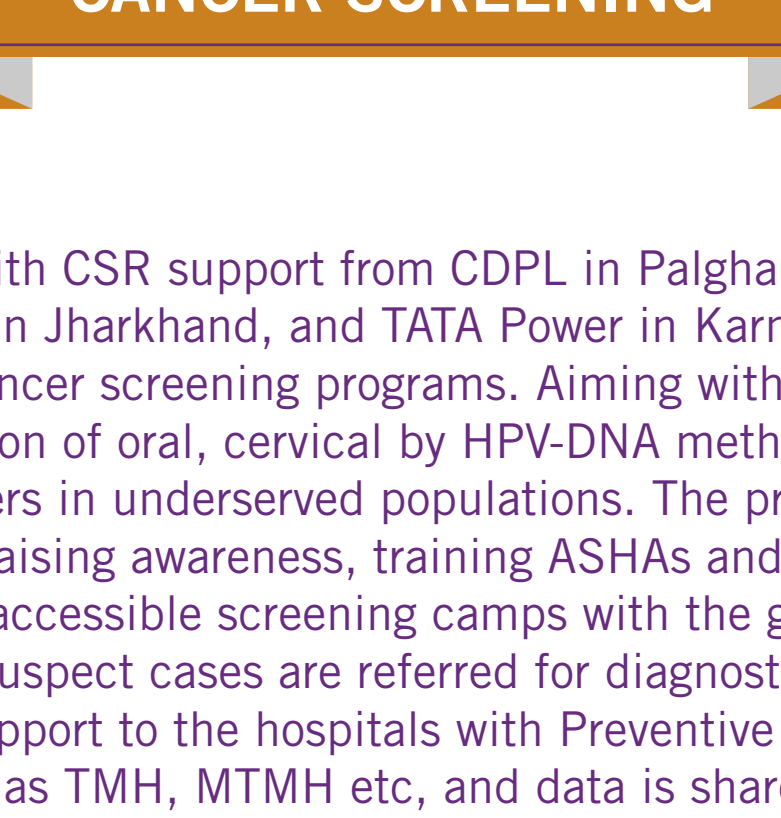 CANCER SCREENING
ith CSR support from CDPL in Palgha
n Jharkhand, and TATA Power in Karn
ncer screening programs. Aiming with
on of oral, cervical by HPV-DNA meth
ers in underserved populations. The pr
aising awareness, training ASHAs and
accessible screening camps with the g
uspect cases are referred for diagnost
pport to the hospitals with Preventive
as TMH, MTMH etc, and data is share